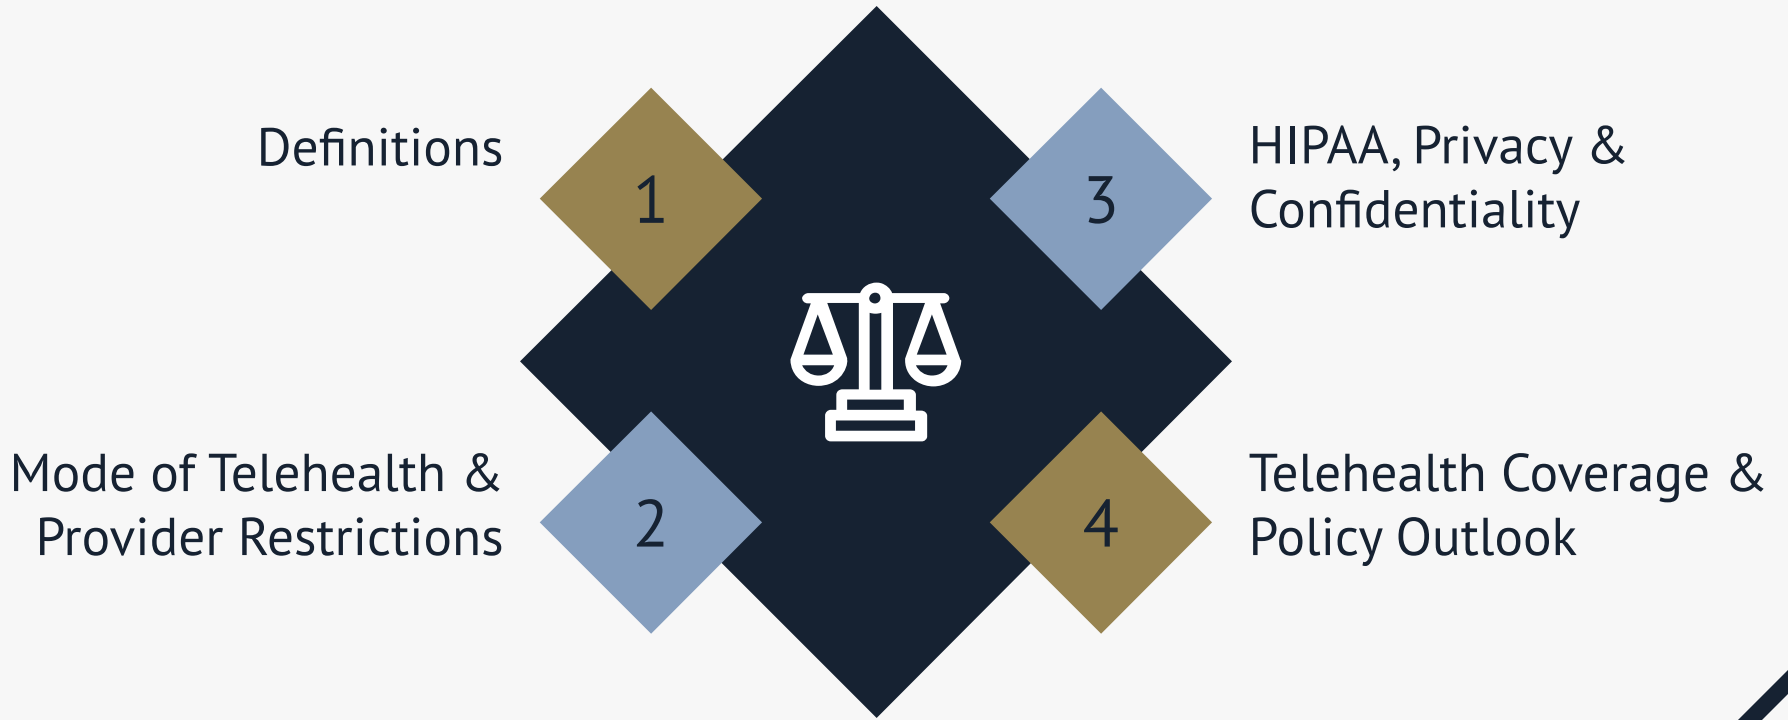 Definitions
1
Mode of Telehealth &
Provider Restrictions
2
3
HIPAA, Privacy &
Confidentiality
4
Telehealth Coverage &
Policy Outlook